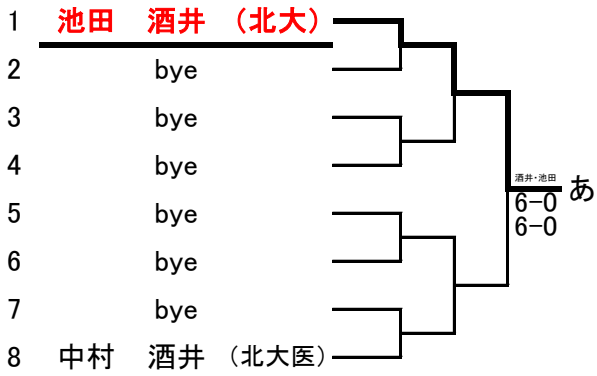 1 池田 酒井 （北大）
2 bye
3 bye
4 bye
酒井・池田
あ
6-0
5 bye
6-0
6 bye
7 bye
8 中村 酒井 （北大医）